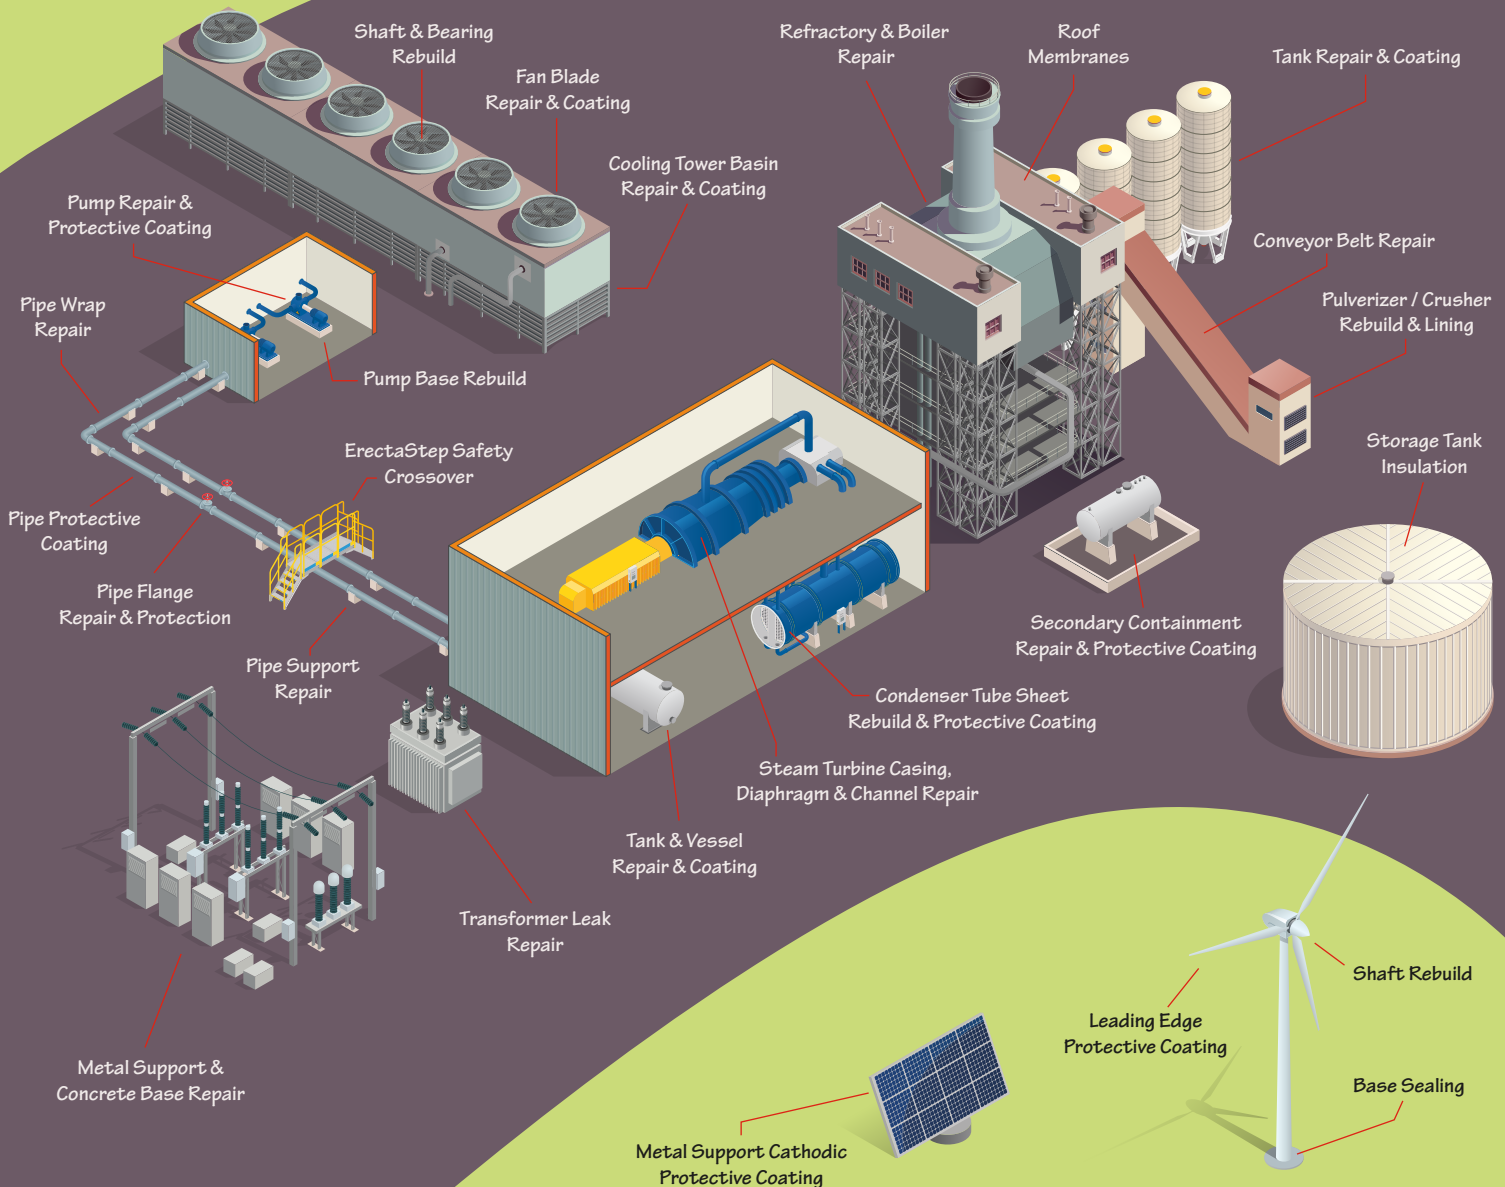 Shaft & Bearing
Rebuild
Fan Blade
Repair & Coating
Cooling Tower Basin
Repair & Coating
Refractory & Boiler
Repair
Roof
Membranes
Tank Repair & Coating
Pump Repair &
Protective Coating
Conveyor Belt Repair
Pipe Wrap
Repair
Pulverizer / Crusher
Rebuild & Lining
Pump Base Rebuild
ErectaStep Safety
Crossover
Storage Tank
Insulation
Pipe Protective
Coating
Pipe Flange
Repair & Protection
Secondary Containment
Repair & Protective Coating
Pipe Support
Repair
Condenser Tube Sheet
Rebuild & Protective Coating
Steam Turbine Casing,
Diaphragm & Channel Repair
Tank & Vessel
Repair & Coating
Transformer Leak
Repair
Shaft Rebuild
Leading Edge
Protective Coating
Metal Support &
Concrete Base Repair
Base Sealing
Metal Support Cathodic
Protective Coating